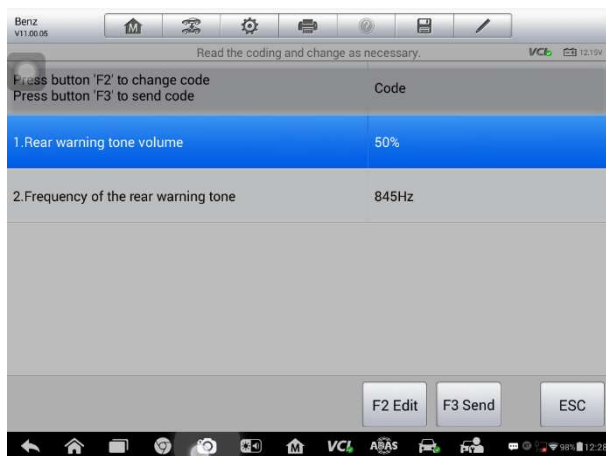 Benz
V11.00.05
Read the coding and change as necessary.
VCI 12.15V
Press button 'F2' to change code
Press button 'F3' to send code
Code
1.Rear warning tone volume
50%
2.Frequency of the rear warning tone
845Hz
F2 Edit
F3 Send
ESC
M
VCI
98%
12:28